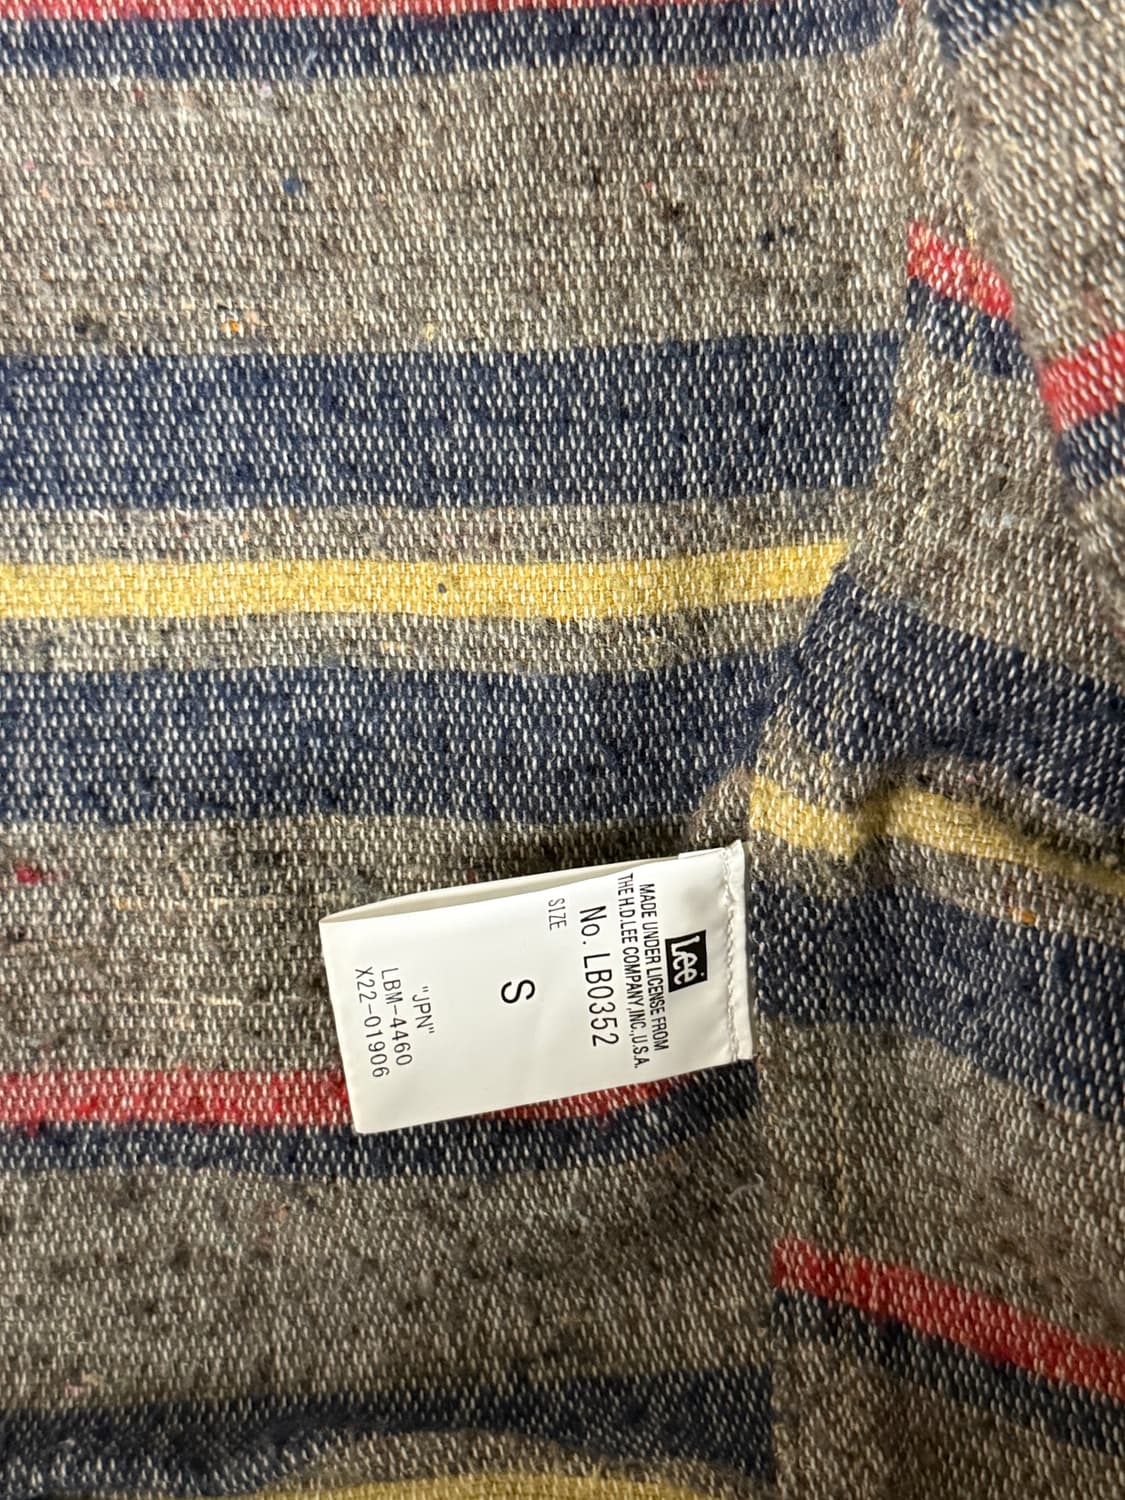 Lee
MADE UNDER LICENSE FROM
THE H.D.LEE COMPANY,INC.,U.S.A.
No. LB0352
SIZE
S
"JPN"
LBM-4460
X22-01906